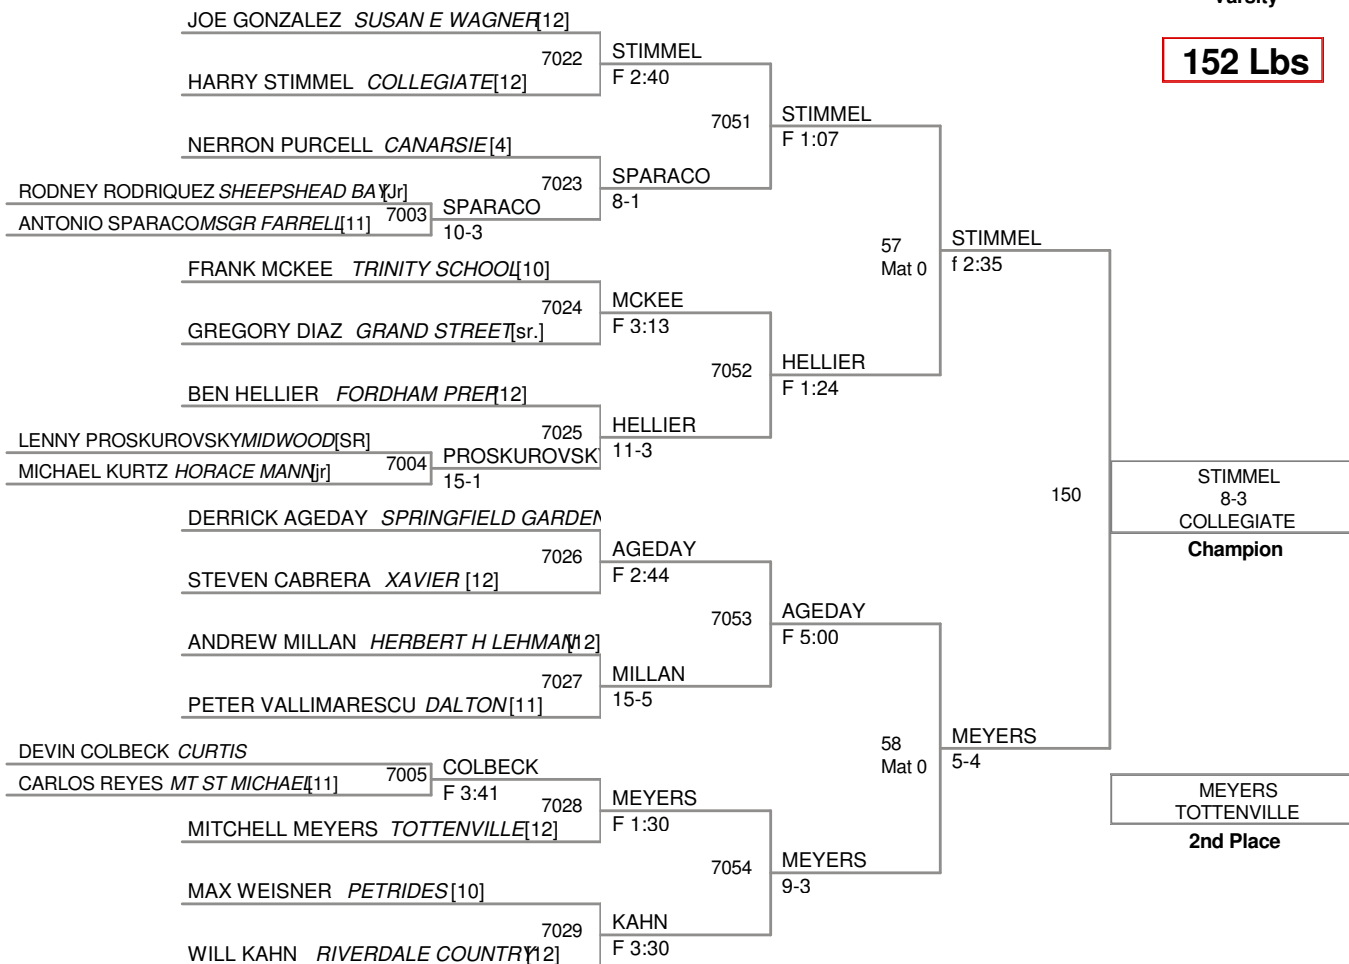 Varsity
152 Lbs
JOE GONZALEZ SUSAN E WAGNER[12]
7022
STIMMEL
F 2:40
HARRY STIMMEL COLLEGIATE[12]
7051
STIMMEL
F 1:07
NERRON PURCELL CANARSIE[4]
7023
SPARACO
8-1
RODNEY RODRIQUEZ SHEEPSHEAD BAY[Jr]
7003
SPARACO
10-3
ANTONIO SPARACO MSGR FARRELL[11]
57
Mat 0
STIMMEL
f 2:35
FRANK MCKEE TRINITY SCHOOL[10]
7024
MCKEE
F 3:13
GREGORY DIAZ GRAND STREET[sr.]
7052
HELLIER
F 1:24
BEN HELLIER FORDHAM PREP[12]
7025
HELLIER
11-3
LENNY PROSKUROVSKY MIDWOOD[SR]
7004
PROSKUROVSKY
15-1
MICHAEL KURTZ HORACE MANN[jr]
150
STIMMEL
8-3
COLLEGIATE
Champion
DERRICK AGEDAY SPRINGFIELD GARDEN
7026
AGEDAY
F 2:44
STEVEN CABRERA XAVIER [12]
7053
AGEDAY
F 5:00
ANDREW MILLAN HERBERT H LEHMAN[12]
7027
MILLAN
15-5
PETER VALLIMARESCU DALTON[11]
58
Mat 0
MEYERS
5-4
DEVIN COLBECK CURTIS
7005
COLBECK
F 3:41
CARLOS REYES MT ST MICHAEL[11]
7028
MEYERS
F 1:30
MITCHELL MEYERS TOTTENVILLE[12]
MEYERS
TOTTENVILLE
2nd Place
7054
MEYERS
9-3
MAX WEISNER PETRIDES[10]
7029
KAHN
F 3:30
WILL KAHN RIVERDALE COUNTRY[12]